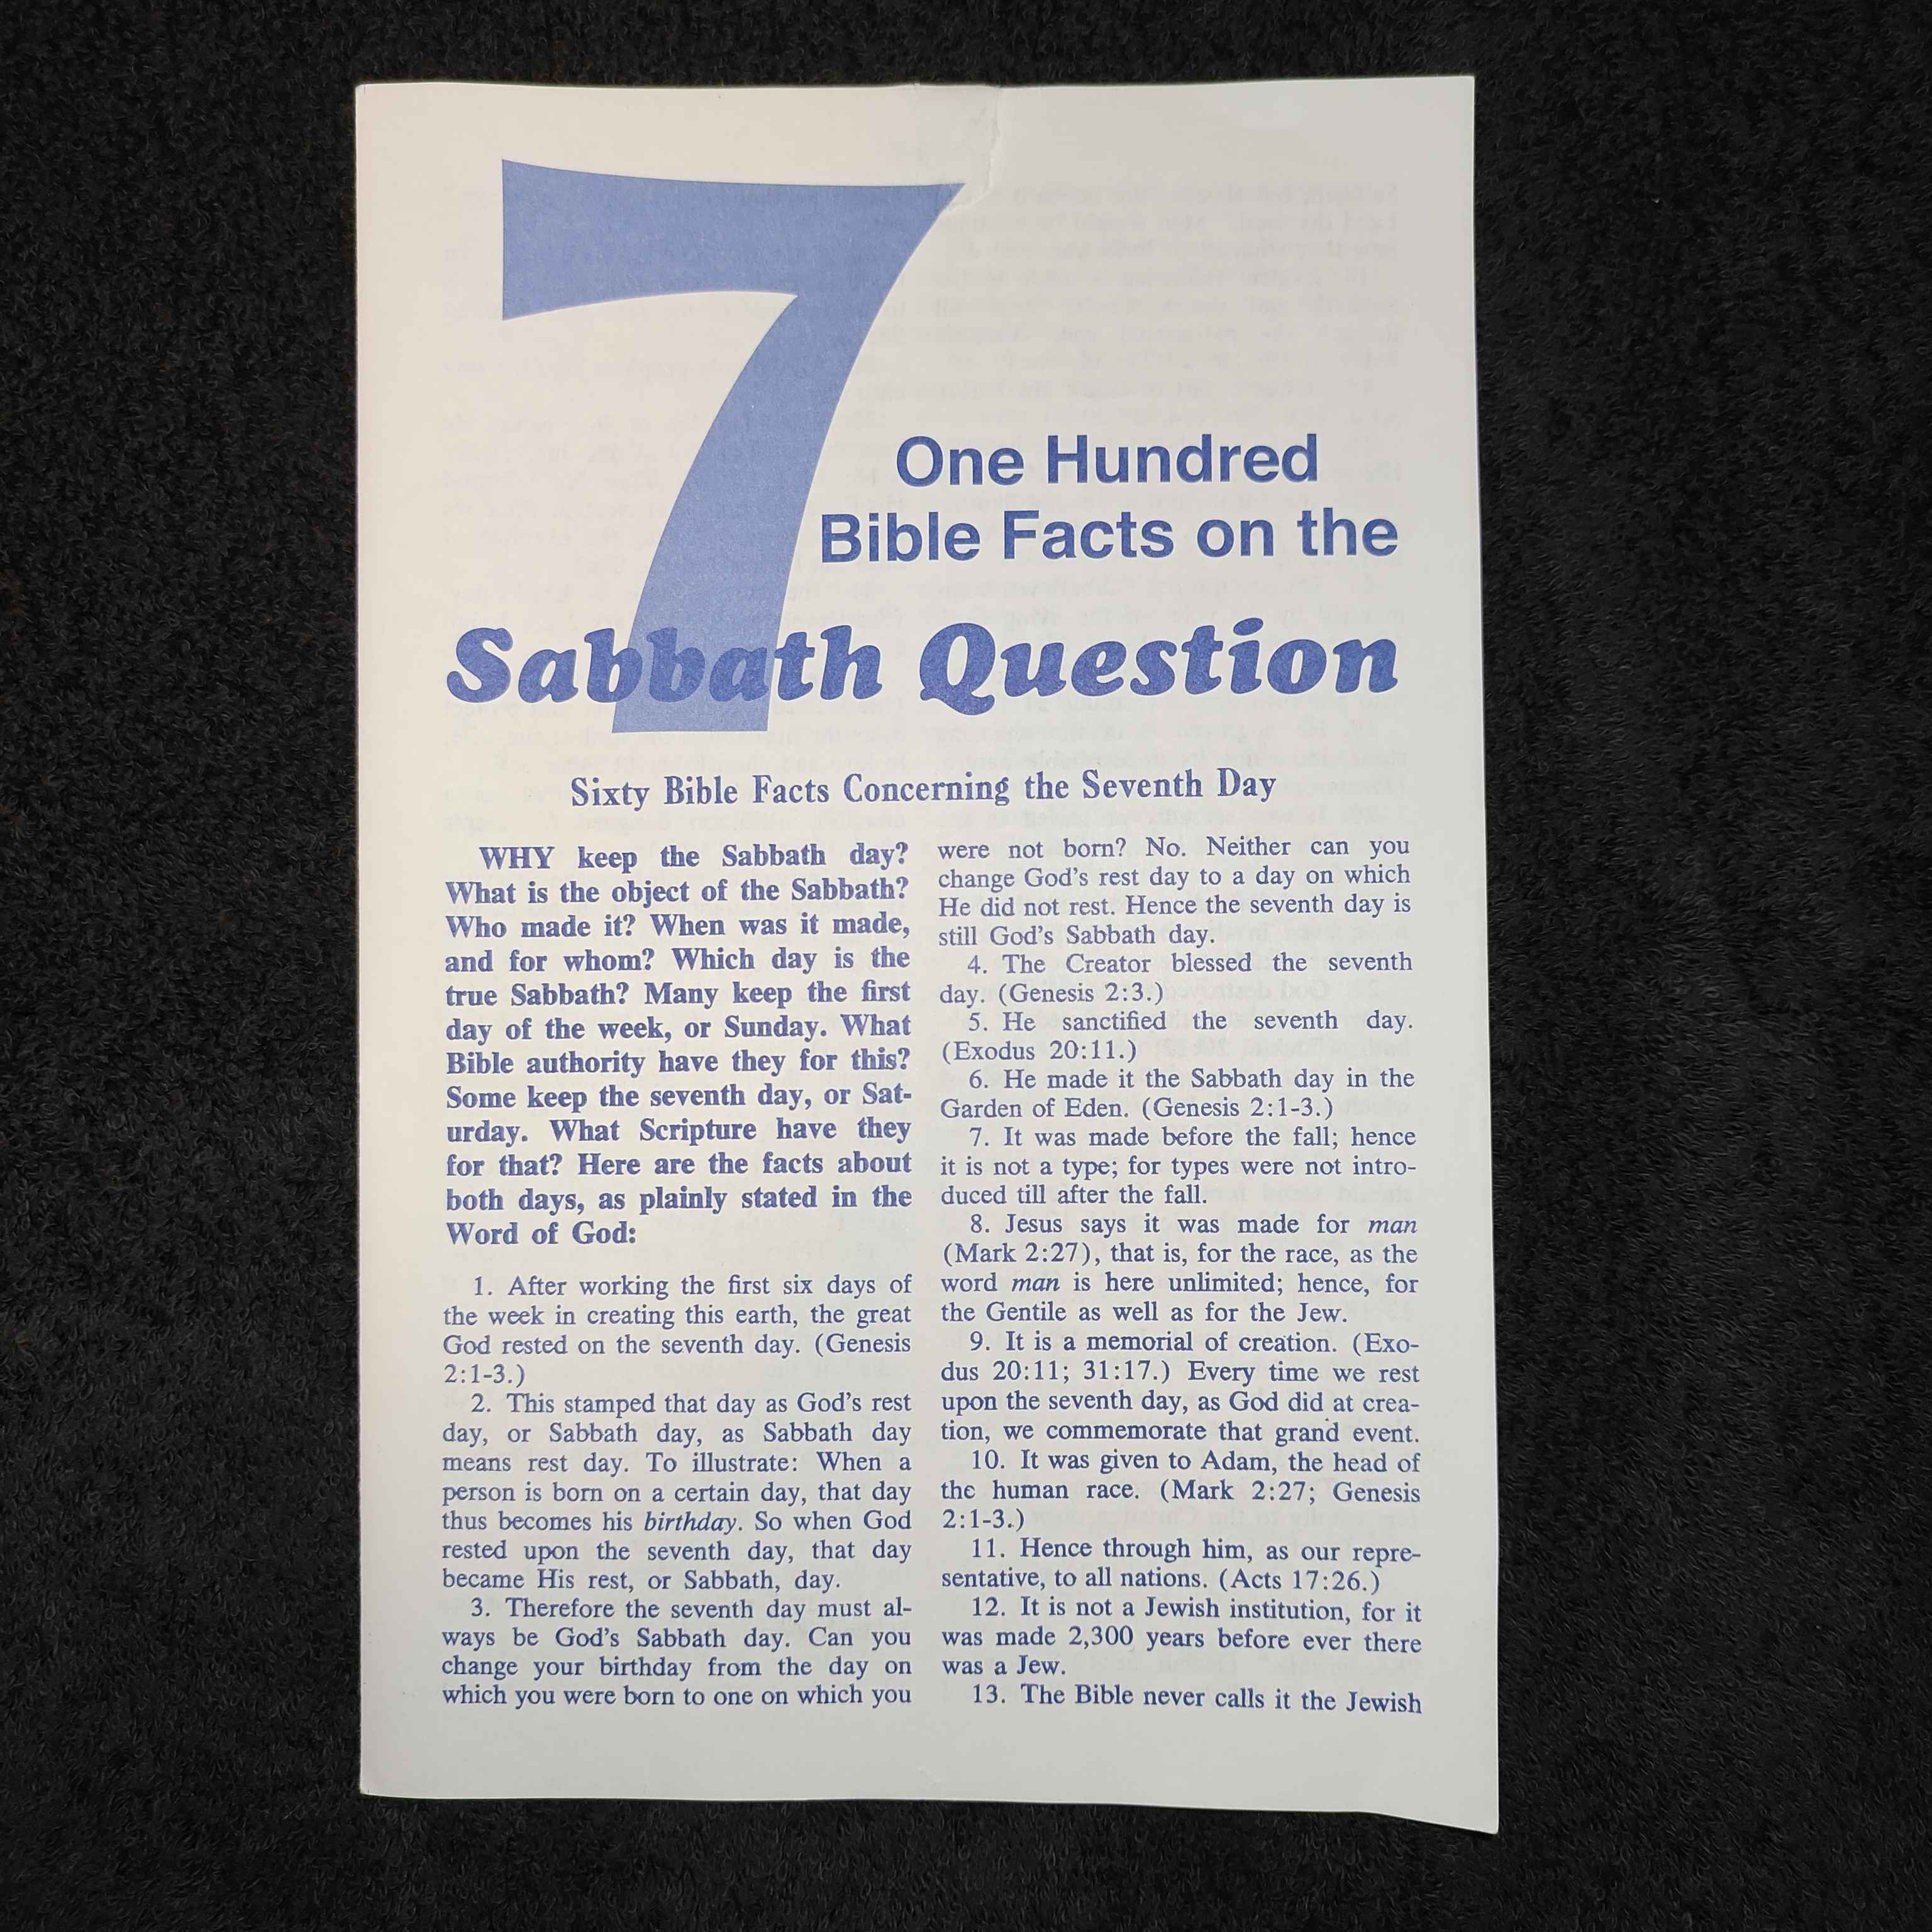 7
One Hundred
Bible Facts on the
Sabbath Question
Sixty Bible Facts Concerning the Seventh Day
WHY keep the Sabbath day?
What is the object of the Sabbath?
Who made it? When was it made,
and for whom? Which day is the
true Sabbath? Many keep the first
day of the week, or Sunday. What
Bible authority have they for this?
Some keep the seventh day, or Sat-
urday. What Scripture have they
for that? Here are the facts about
both days, as plainly stated in the
Word of God:
1. After working the first six days of
the week in creating this earth, the great
God rested on the seventh day. (Genesis
2:1-3.)
2. This stamped that day as God's rest
day, or Sabbath day, as Sabbath day
means rest day. To illustrate: When a
person is born on a certain day, that day
thus becomes his birthday. So when God
rested upon the seventh day, that day
became His rest, or Sabbath, day.
3. Therefore the seventh day must al-
ways be God's Sabbath day. Can you
change your birthday from the day on
which you were born to one on which you
were not born? No. Neither can you
change God's rest day to a day on which
He did not rest. Hence the seventh day is
still God's Sabbath day.
4. The Creator blessed the seventh
day. (Genesis 2:3.)
5. He sanctified the seventh day.
(Exodus 20:11.)
6. He made it the Sabbath day in the
Garden of Eden. (Genesis 2:1-3.)
7. It was made before the fall; hence
it is not a type; for types were not intro-
duced till after the fall.
8. Jesus says it was made for man
(Mark 2:27), that is, for the race, as the
word man is here unlimited; hence, for
the Gentile as well as for the Jew.
9. It is a memorial of creation. (Exo-
dus 20:11; 31:17.) Every time we rest
upon the seventh day, as God did at crea-
tion, we commemorate that grand event.
10. It was given to Adam, the head of
the human race. (Mark 2:27; Genesis
2:1-3.)
11. Hence through him, as our repre-
sentative, to all nations. (Acts 17:26.)
12. It is not a Jewish institution, for it
was made 2,300 years before ever there
was a Jew.
13. The Bible never calls it the Jewish